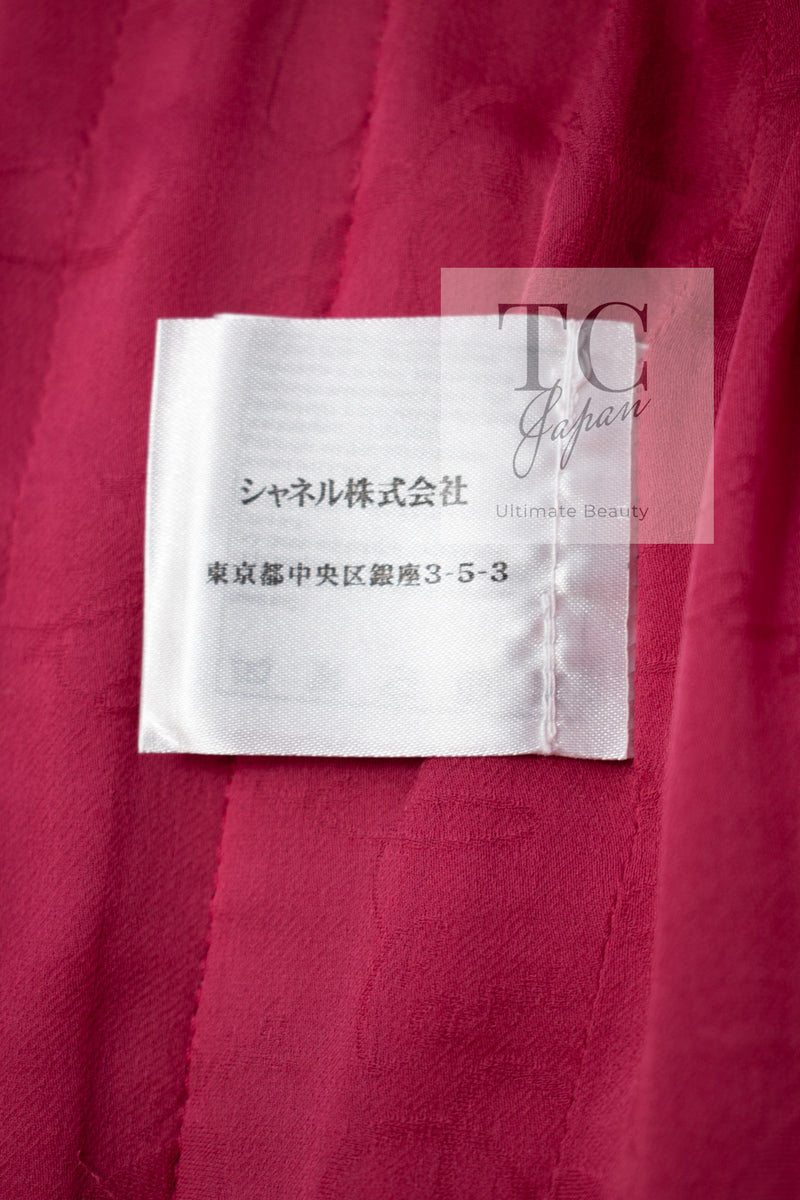 TC
Japan
シャネル株式会社
Ultimate Beauty
東京都中央区銀座3-5-3